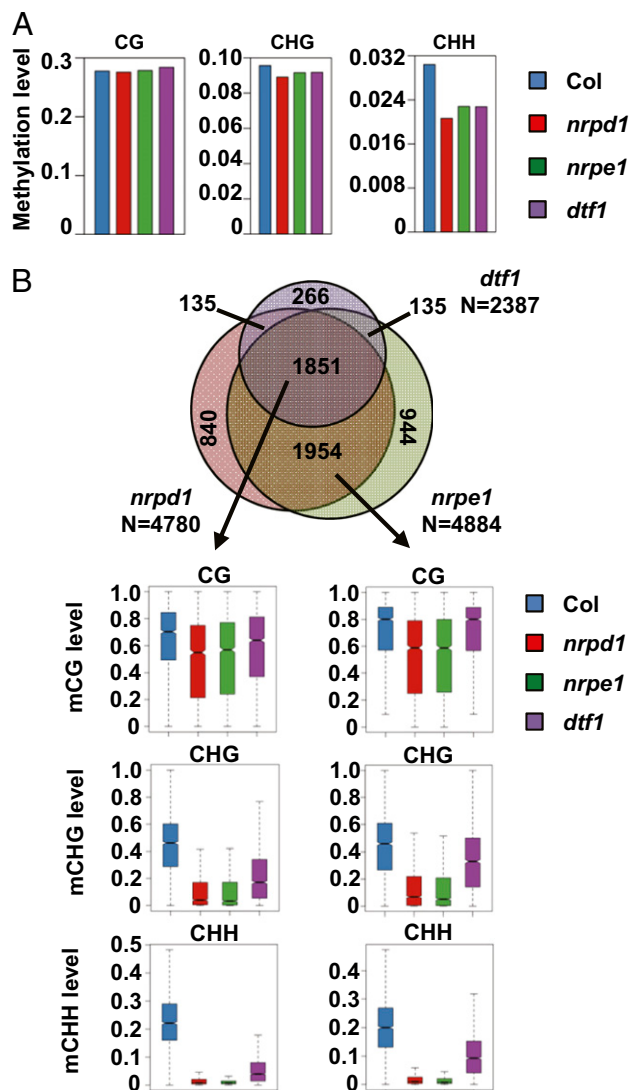 A
CG
CHG
CHH
Methylation level
0.3
0.2
0.1
0
0.10
0.08
0.06
0.04
0.02
0.00
0.032
0.024
0.016
0.008
0
Col
nrpd1
nrpe1
dtf1
B
135
266
135
dtf1
N=2387
1851
840
1954
944
nrpd1
N=4780
nrpe1
N=4884
CG
CG
mCG level
1.0
0.8
0.6
0.4
0.2
0
1.0
0.8
0.6
0.4
0.2
0
Col
nrpd1
nrpe1
dtf1
CHG
CHG
mCHG level
1.0
0.8
0.6
0.4
0.2
0
1.0
0.8
0.6
0.4
0.2
0
CHH
CHH
mCHH level
0.5
0.4
0.3
0.2
0.1
0
0.4
0.3
0.2
0.1
0